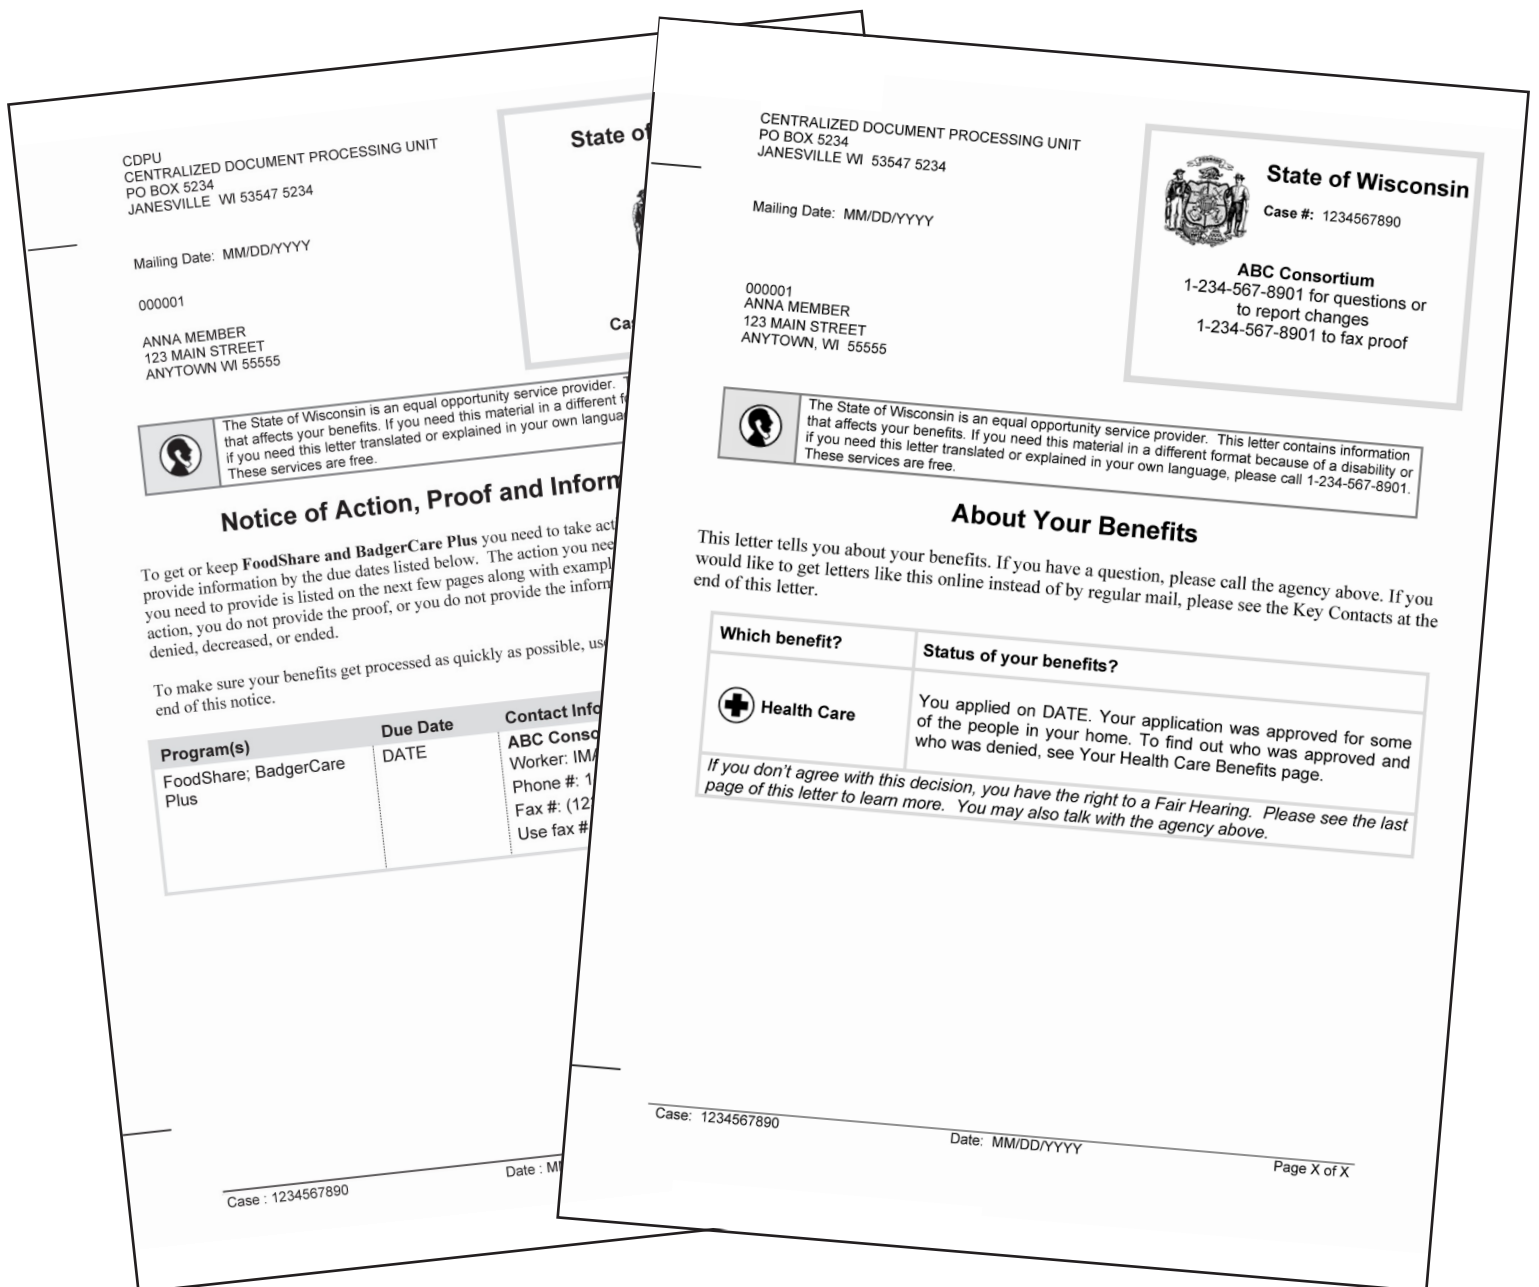 CDPU
CENTRALIZED DOCUMENT PROCESSING UNIT
PO BOX 5234
JANESVILLE WI 53547 5234
Mailing Date: MM/DD/YYYY
000001
ANNA MEMBER
123 MAIN STREET
ANYTOWN WI 55555
State of
The State of Wisconsin is an equal opportunity service provider.
that affects your benefits. If you need this material in a different
if you need this letter translated or explained in your own
These services are free.
Notice of Action, Proof and
To get or keep FoodShare and BadgerCare Plus you need to take
provide information by the due dates listed below. The action you
you need to provide is listed on the next few pages along with
action, you do not provide the proof, or you do not provide the
denied, decreased, or ended.
To make sure your benefits get processed as quickly as possible,
end of this notice.
Program(s) Due Date Contact
FoodShare; BadgerCare
Plus
DATE
ABC
Worker:
Phone #: 1
Fax #: (12
Use fax #
Case : 1234567890 Date :
CENTRALIZED DOCUMENT PROCESSING UNIT
PO BOX 5234
JANESVILLE WI 53547 5234
Mailing Date: MM/DD/YYYY
000001
ANNA MEMBER
123 MAIN STREET
ANYTOWN, WI 55555
State of Wisconsin
Case #: 1234567890
ABC Consortium
1-234-567-8901 for questions or
to report changes
1-234-567-8901 to fax proof
The State of Wisconsin is an equal opportunity service provider. This letter contains information
that affects your benefits. If you need this material in a different format because of a disability or
if you need this letter translated or explained in your own language, please call 1-234-567-8901.
These services are free.
About Your Benefits
This letter tells you about your benefits. If you have a question, please call the agency above. If you
would like to get letters like this online instead of by regular mail, please see the Key Contacts at the
end of this letter.
Which benefit? Status of your benefits?
Health Care
You applied on DATE. Your application was approved for some
of the people in your home. To find out who was approved and
who was denied, see Your Health Care Benefits page.
If you don't agree with this decision, you have the right to a Fair Hearing. Please see the last
page of this letter to learn more. You may also talk with the agency above.
Case: 1234567890 Date: MM/DD/YYYY Page X of X